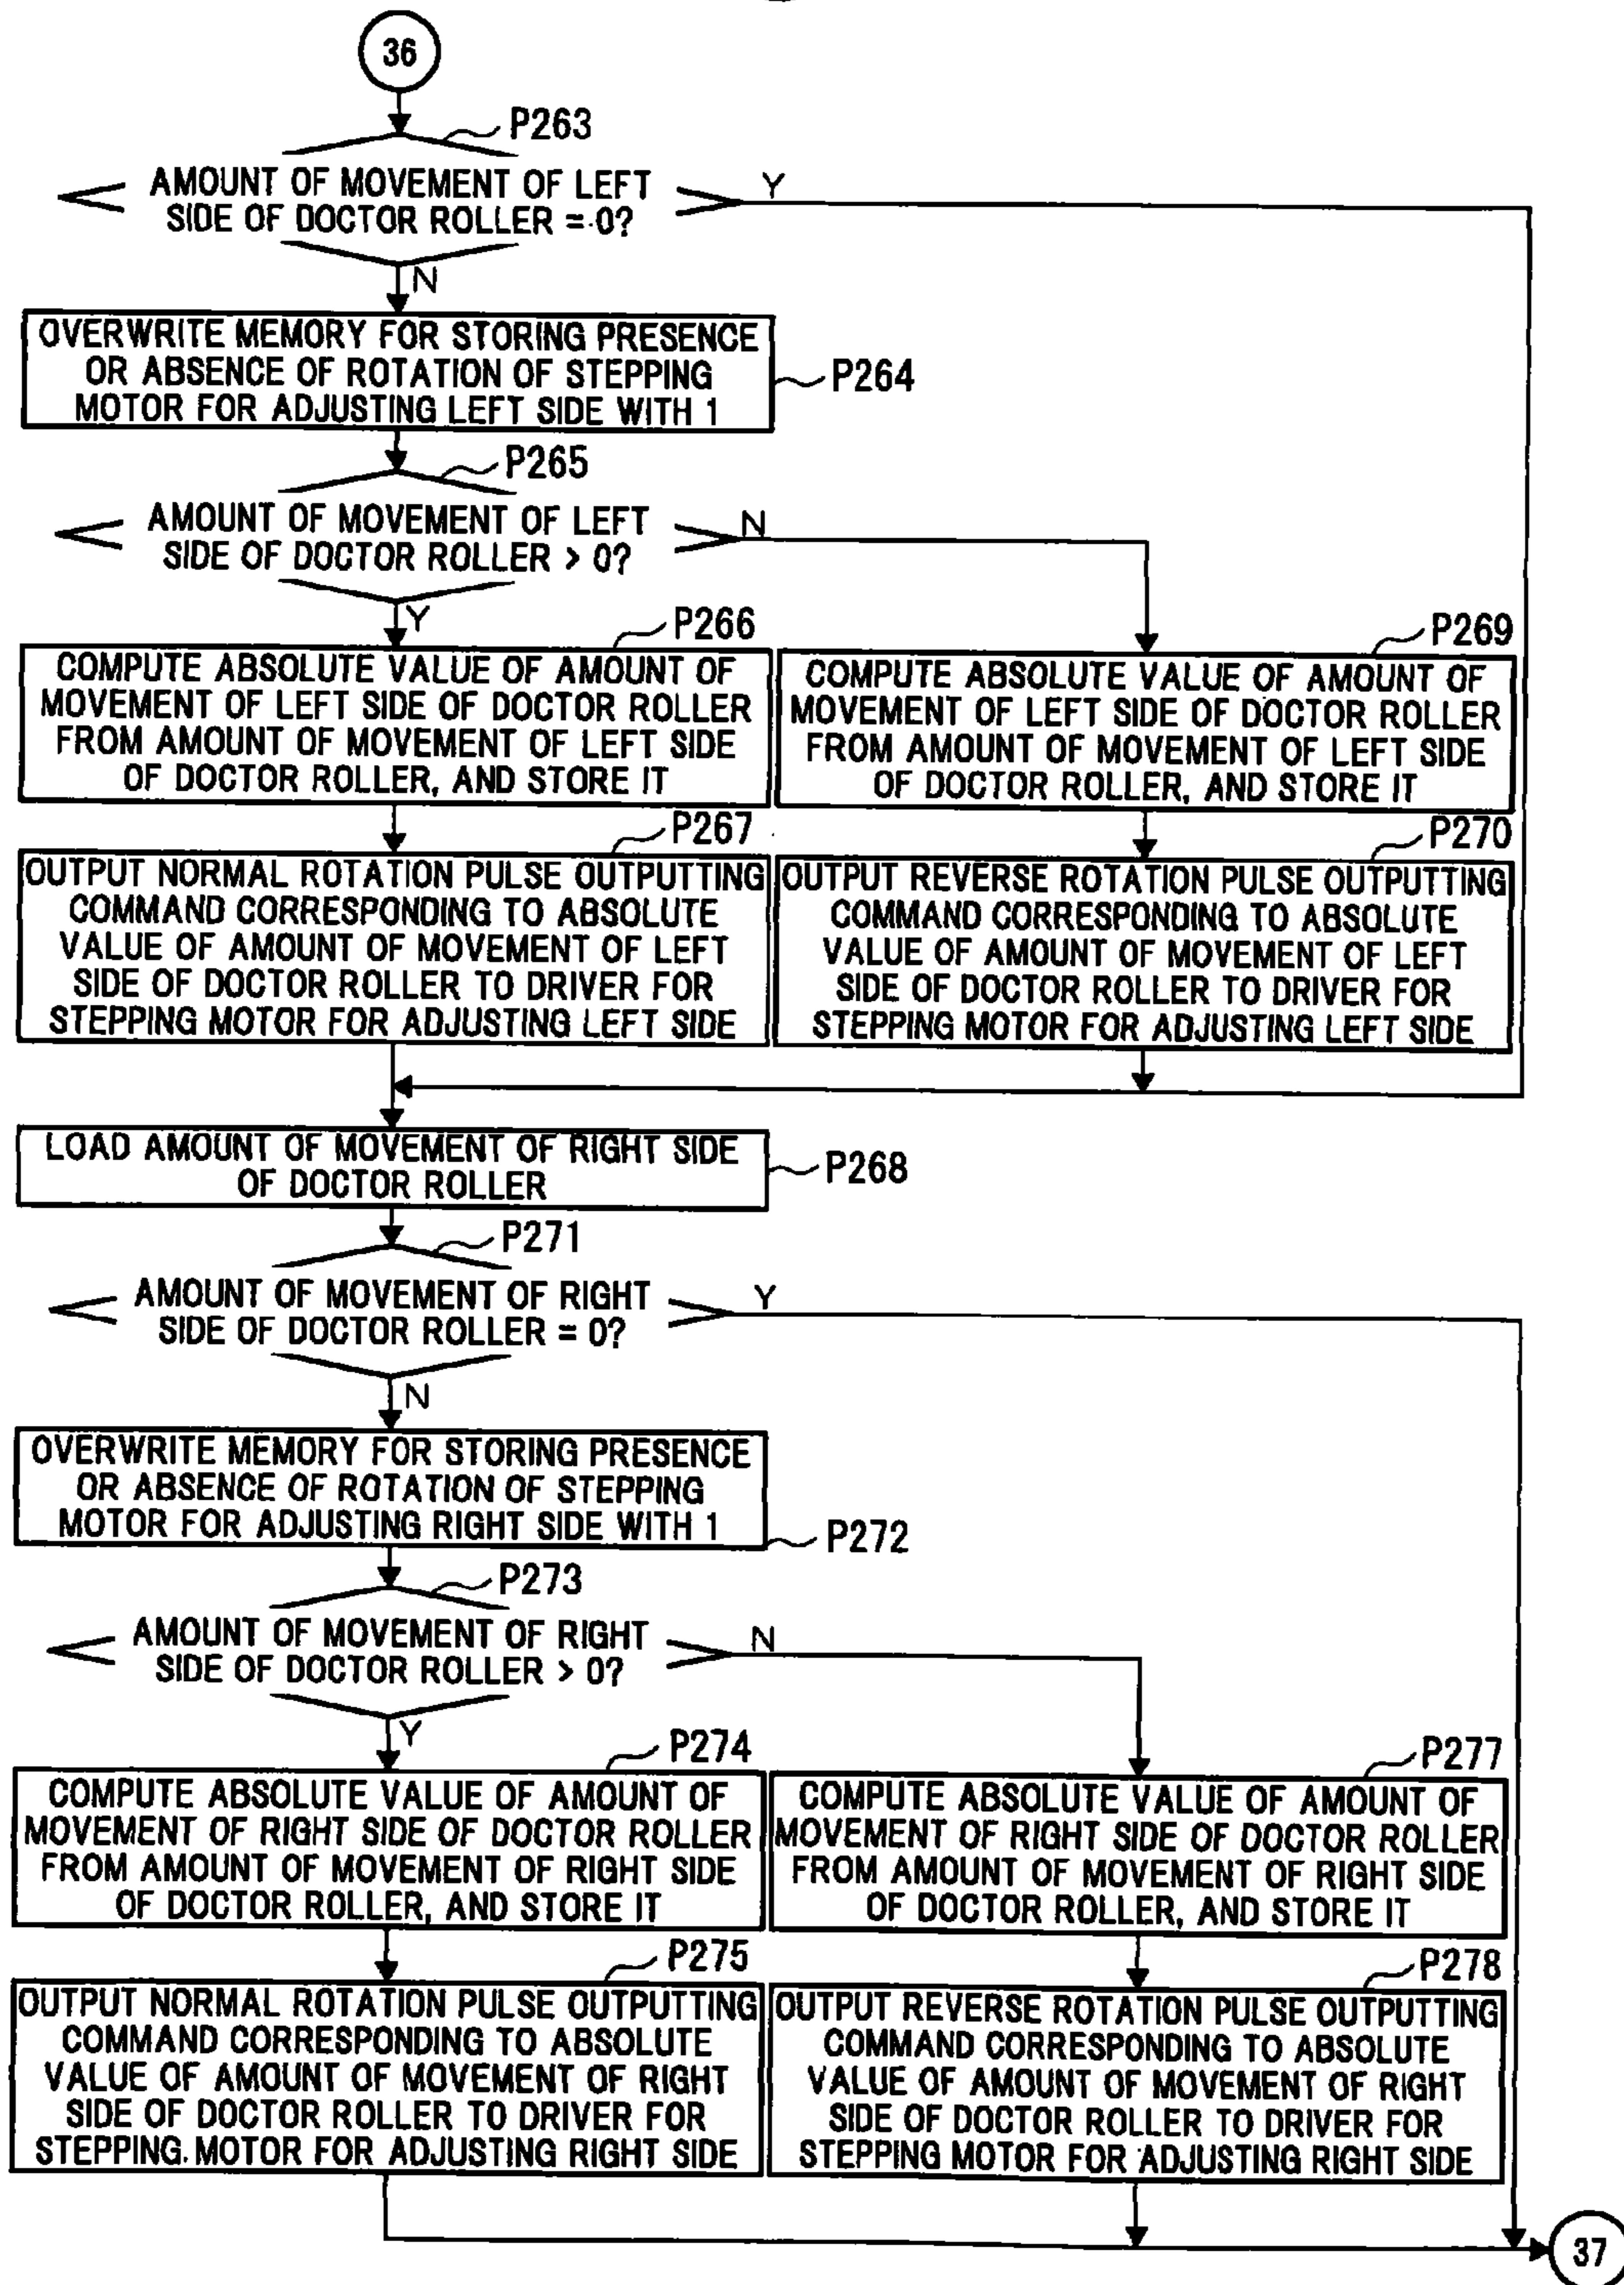 36
P263
AMOUNT OF MOVEMENT OF LEFT
SIDE OF DOCTOR ROLLER = 0?
Y
N
OVERWRITE MEMORY FOR STORING PRESENCE
OR ABSENCE OF ROTATION OF STEPPING
MOTOR FOR ADJUSTING LEFT SIDE WITH 1
P264
P265
AMOUNT OF MOVEMENT OF LEFT
SIDE OF DOCTOR ROLLER > 0?
N
Y
P266
COMPUTE ABSOLUTE VALUE OF AMOUNT OF
MOVEMENT OF LEFT SIDE OF DOCTOR ROLLER
FROM AMOUNT OF MOVEMENT OF LEFT SIDE
OF DOCTOR ROLLER, AND STORE IT
P269
COMPUTE ABSOLUTE VALUE OF AMOUNT OF
MOVEMENT OF LEFT SIDE OF DOCTOR ROLLER
FROM AMOUNT OF MOVEMENT OF LEFT SIDE
OF DOCTOR ROLLER, AND STORE IT
P267
OUTPUT NORMAL ROTATION PULSE OUTPUTTING
COMMAND CORRESPONDING TO ABSOLUTE
VALUE OF AMOUNT OF MOVEMENT OF LEFT
SIDE OF DOCTOR ROLLER TO DRIVER FOR
STEPPING MOTOR FOR ADJUSTING LEFT SIDE
P270
OUTPUT REVERSE ROTATION PULSE OUTPUTTING
COMMAND CORRESPONDING TO ABSOLUTE
VALUE OF AMOUNT OF MOVEMENT OF LEFT
SIDE OF DOCTOR ROLLER TO DRIVER FOR
STEPPING MOTOR FOR ADJUSTING LEFT SIDE
LOAD AMOUNT OF MOVEMENT OF RIGHT SIDE
OF DOCTOR ROLLER
P268
P271
AMOUNT OF MOVEMENT OF RIGHT
SIDE OF DOCTOR ROLLER = 0?
Y
N
OVERWRITE MEMORY FOR STORING PRESENCE
OR ABSENCE OF ROTATION OF STEPPING
MOTOR FOR ADJUSTING RIGHT SIDE WITH 1
P272
P273
AMOUNT OF MOVEMENT OF RIGHT
SIDE OF DOCTOR ROLLER > 0?
N
Y
P274
COMPUTE ABSOLUTE VALUE OF AMOUNT OF
MOVEMENT OF RIGHT SIDE OF DOCTOR ROLLER
FROM AMOUNT OF MOVEMENT OF RIGHT SIDE
OF DOCTOR ROLLER, AND STORE IT
P277
COMPUTE ABSOLUTE VALUE OF AMOUNT OF
MOVEMENT OF RIGHT SIDE OF DOCTOR ROLLER
FROM AMOUNT OF MOVEMENT OF RIGHT SIDE
OF DOCTOR ROLLER, AND STORE IT
P275
OUTPUT NORMAL ROTATION PULSE OUTPUTTING
COMMAND CORRESPONDING TO ABSOLUTE
VALUE OF AMOUNT OF MOVEMENT OF RIGHT
SIDE OF DOCTOR ROLLER TO DRIVER FOR
STEPPING MOTOR FOR ADJUSTING RIGHT SIDE
P278
OUTPUT REVERSE ROTATION PULSE OUTPUTTING
COMMAND CORRESPONDING TO ABSOLUTE
VALUE OF AMOUNT OF MOVEMENT OF RIGHT
SIDE OF DOCTOR ROLLER TO DRIVER FOR
STEPPING MOTOR FOR ADJUSTING RIGHT SIDE
37